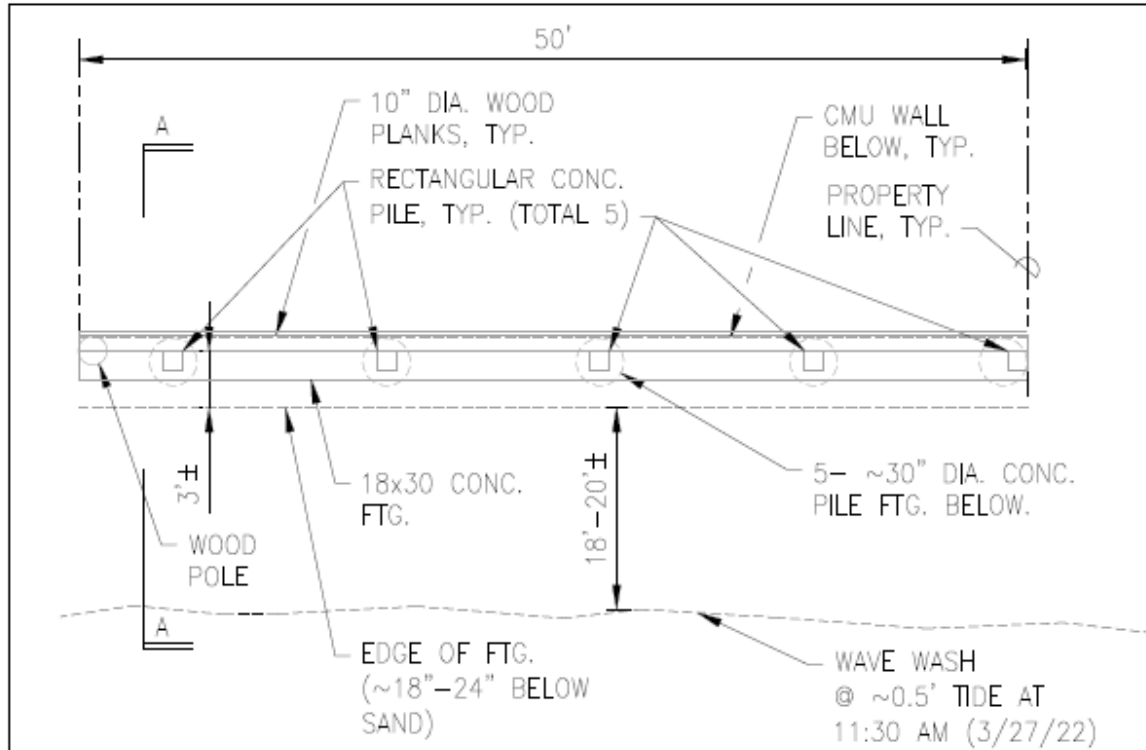 50'
A
10" DIA. WOOD
PLANKS, TYP.
CMU WALL
BELOW, TYP.
RECTANGULAR CONC.
PILE, TYP. (TOTAL 5)
PROPERTY
LINE, TYP.
3'±
18x30 CONC.
FTG.
18'-20'±
5- ~30" DIA. CONC.
PILE FTG. BELOW.
WOOD
POLE
A
EDGE OF FTG.
(~18"-24" BELOW
SAND)
WAVE WASH
@ ~0.5' TIDE AT
11:30 AM (3/27/22)